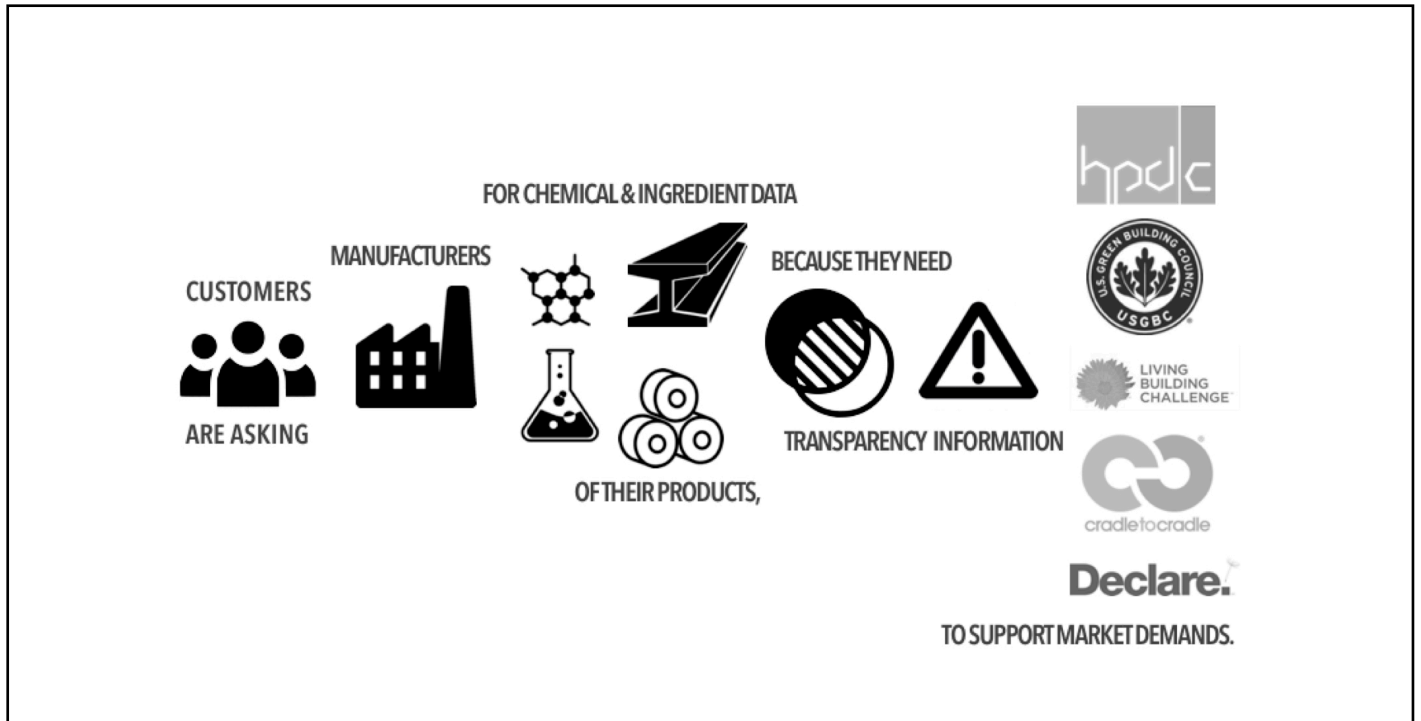 CUSTOMERS
ARE ASKING
MANUFACTURERS
FOR CHEMICAL & INGREDIENT DATA
OF THEIR PRODUCTS,
BECAUSE THEY NEED
TRANSPARENCY INFORMATION
hpdc
U.S. GREEN BUILDING COUNCIL
USGBC
®
LIVING
BUILDING
CHALLENGE™
®
cradletocradle
Declare.
TO SUPPORT MARKET DEMANDS.